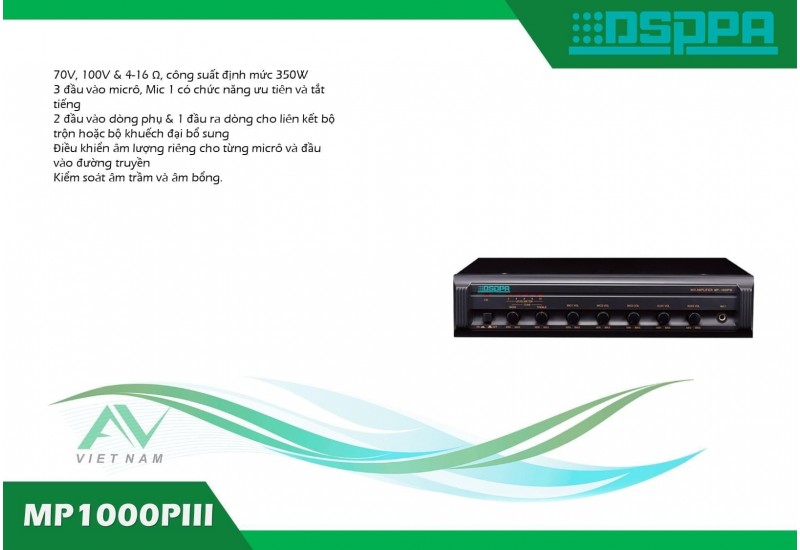 DSPPA
70V, 100V & 4-16 Ω, công suất định mức 350W
3 đầu vào micrô, Mic 1 có chức năng ưu tiên và tắt
tiếng
2 đầu vào dòng phụ & 1 đầu ra dòng cho liên kết bộ
trộn hoặc bộ khuếch đại bổ sung
Điều khiển âm lượng riêng cho từng micrô và đầu
vào đường truyền
Kiểm soát âm trầm và âm bổng.
DSPPA
AV
VIET NAM
MP1000PIII